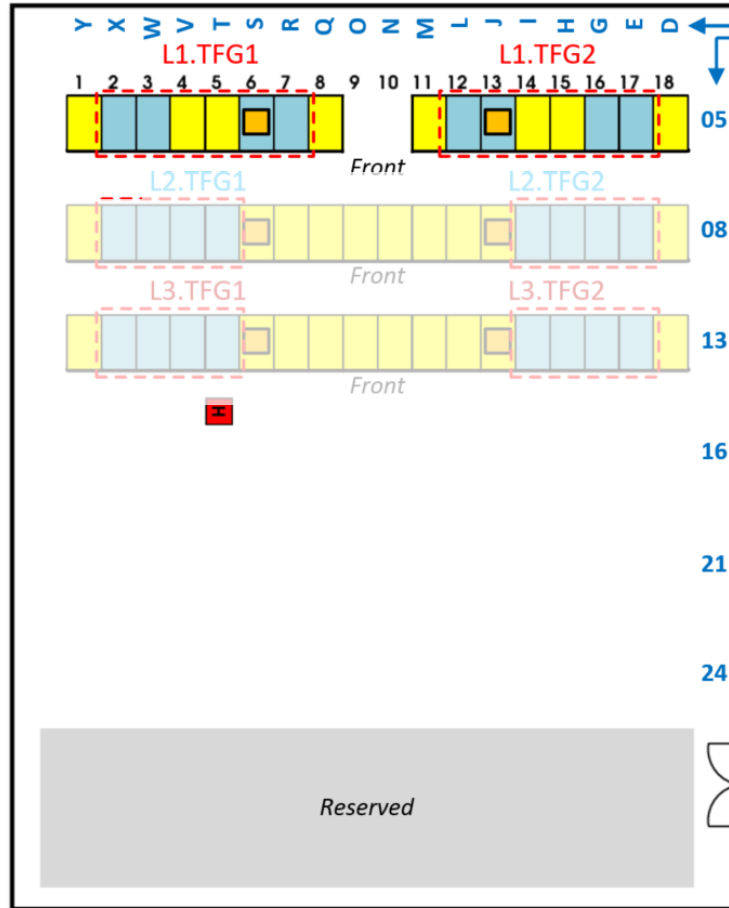 Y X W V T S R Q O N M L J I H G E D
L1.TFG1 L1.TFG2
1 2 3 4 5 6 7 8 9 10 11 12 13 14 15 16 17 18
05
Front
L2.TFG1 L2.TFG2
08
Front
L3.TFG1 L3.TFG2
13
Front
H
16
21
24
Reserved